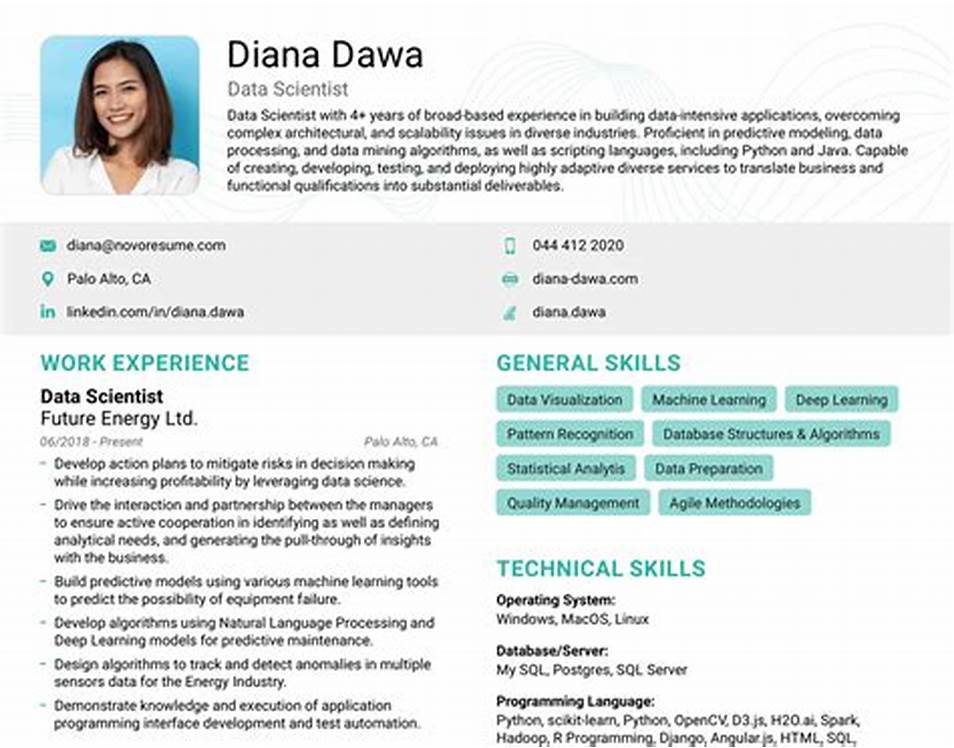 Diana Dawa
Data Scientist
Data Scientist with 4+ years of broad-based experience in building data-intensive applications, overcoming
complex architectural, and scalability issues in diverse industries. Proficient in predictive modeling, data
processing, and data mining algorithms, as well as scripting languages, including Python and Java. Capable
of creating, developing, testing, and deploying highly adaptive diverse services to translate business and
functional qualifications into substantial deliverables.
diana@novoresume.com
044 412 2020
Palo Alto, CA
diana-dawa.com
linkedin.com/in/diana.dawa
diana.dawa
WORK EXPERIENCE
Data Scientist
Future Energy Ltd.
06/2018 - Present Palo Alto, CA
- Develop action plans to mitigate risks in decision making
while increasing profitability by leveraging data science.
- Drive the interaction and partnership between the managers
to ensure active cooperation in identifying as well as defining
analytical needs, and generating the pull-through of insights
with the business.
- Build predictive models using various machine learning tools
to predict the possibility of equipment failure.
- Develop algorithms using Natural Language Processing and
Deep Learning models for predictive maintenance.
- Design algorithms to track and detect anomalies in multiple
sensors data for the Energy Industry.
- Demonstrate knowledge and execution of application
programming interface development and test automation.
GENERAL SKILLS
Data Visualization Machine Learning Deep Learning
Pattern Recognition Database Structures & Algorithms
Statistical Analytis Data Preparation
Quality Management Agile Methodologies
TECHNICAL SKILLS
Operating System:
Windows, MacOS, Linux
Database/Server:
My SQL, Postgres, SQL Server
Programming Language:
Python, scikit-learn, Python, OpenCV, D3.js, H2O.ai, Spark,
Hadoop, R Programming, Django, Angular.js, HTML, SQL,